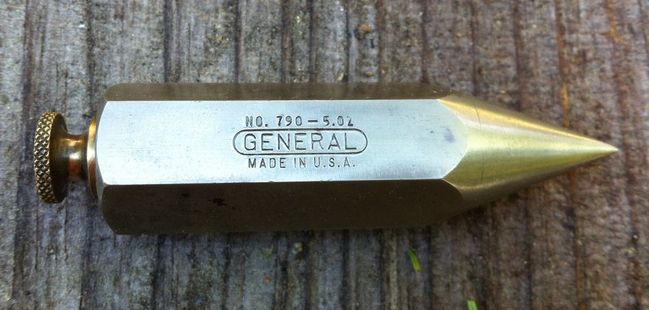 NO. 790 - 5.OZ
GENERAL
MADE IN U.S.A.